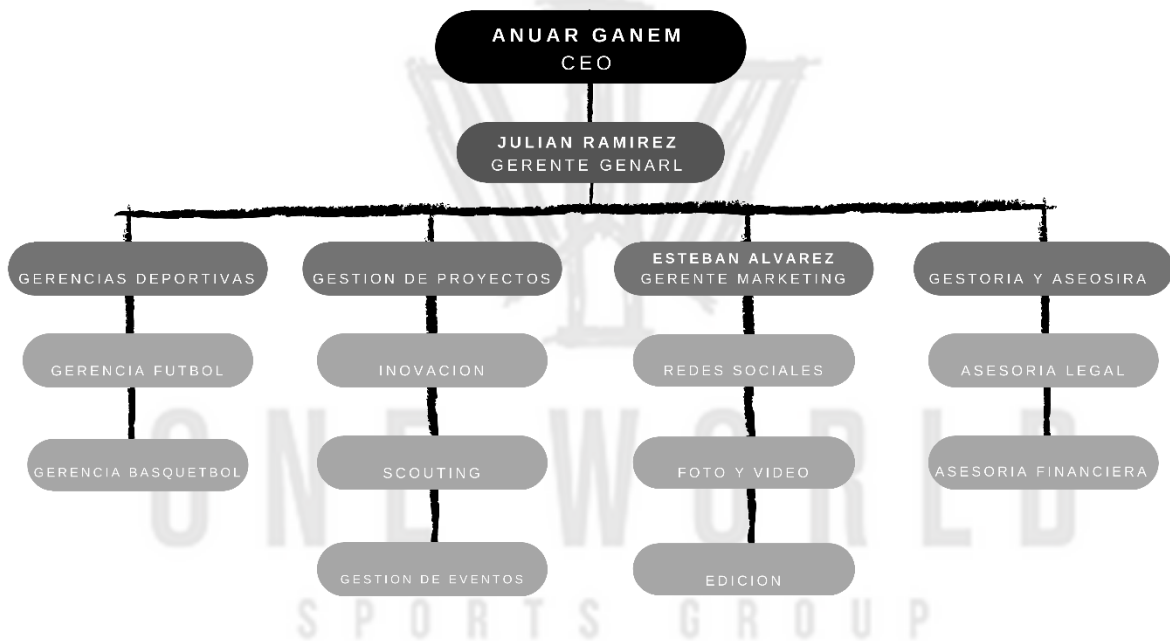 ANUAR GANEM
CEO
JULIAN RAMIREZ
GERENTE GENARL
GERENCIAS DEPORTIVAS
GESTION DE PROYECTOS
ESTEBAN ALVAREZ
GERENTE MARKETING
GESTORIA Y ASEOSIRA
GERENCIA FUTBOL
INOVACION
REDES SOCIALES
ASESORIA LEGAL
GERENCIA BASQUETBOL
SCOUTING
FOTO Y VIDEO
ASESORIA FINANCIERA
GESTION DE EVENTOS
EDICION
ONE WORLD
SPORTS GROUP